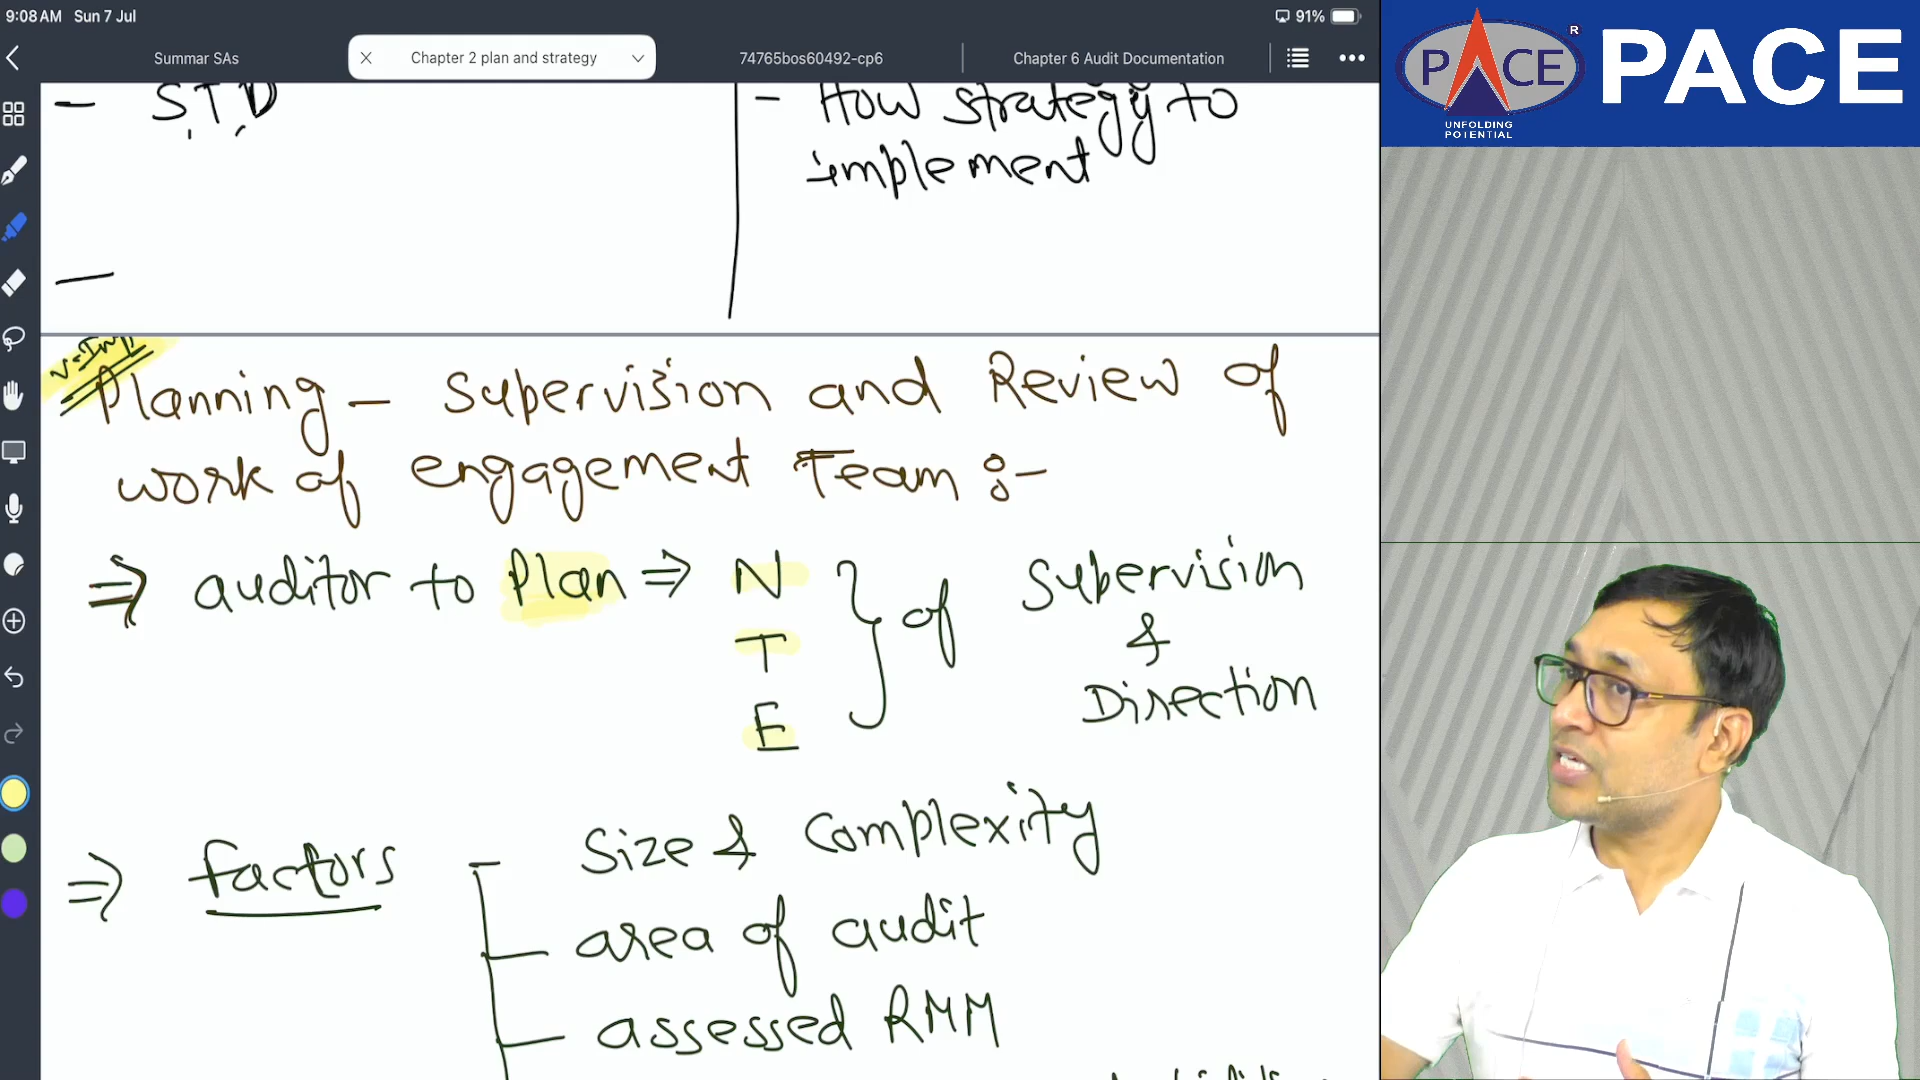 9:08 AM Sun 7 Jul
91%
Summar SAs
Chapter 2 plan and strategy
74765bos60492-cp6
Chapter 6 Audit Documentation
PACE
®
UNFOLDING
POTENTIAL
PACE
— S.T.D
- How strategy to
implement
—
V-Imp
Planning - Supervision and Review of
work of engagement Team :-
⇒ auditor to Plan ⇒ N
T
E
} of Supervision
&
Direction
⇒ factors
Size & Complexity
area of audit
assessed RMM